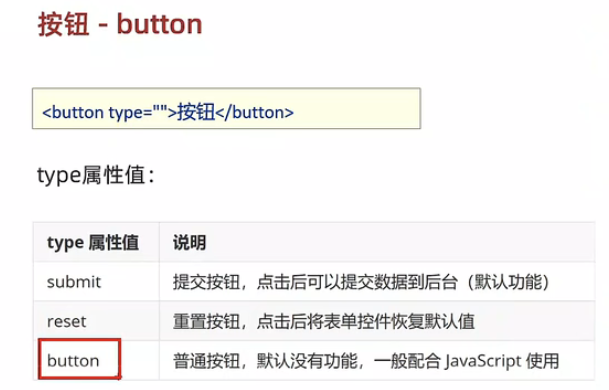 按钮 - button
<button type="">按钮</button>
type属性值：
type 属性值 说明
submit 提交按钮，点击后可以提交数据到后台（默认功能）
reset 重置按钮，点击后将表单控件恢复默认值
button 普通按钮，默认没有功能，一般配合 JavaScript 使用